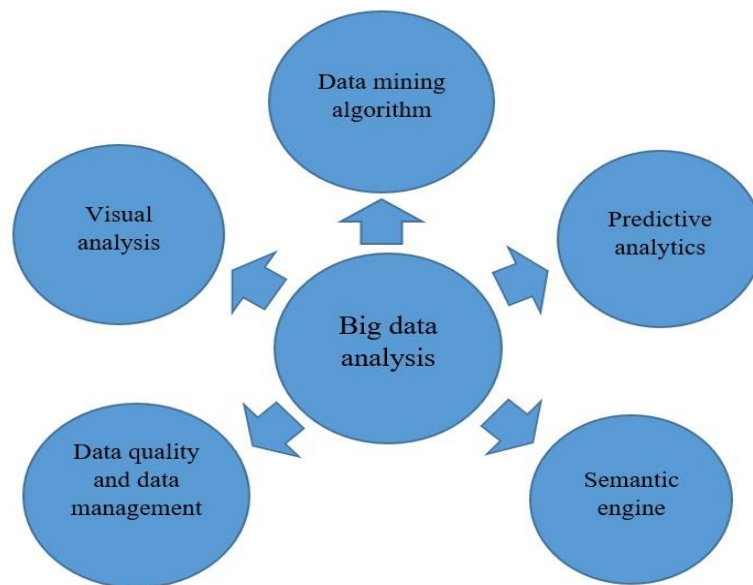 Data mining
algorithm
Visual
analysis
Predictive
analytics
Big data
analysis
Data quality
and data
management
Semantic
engine